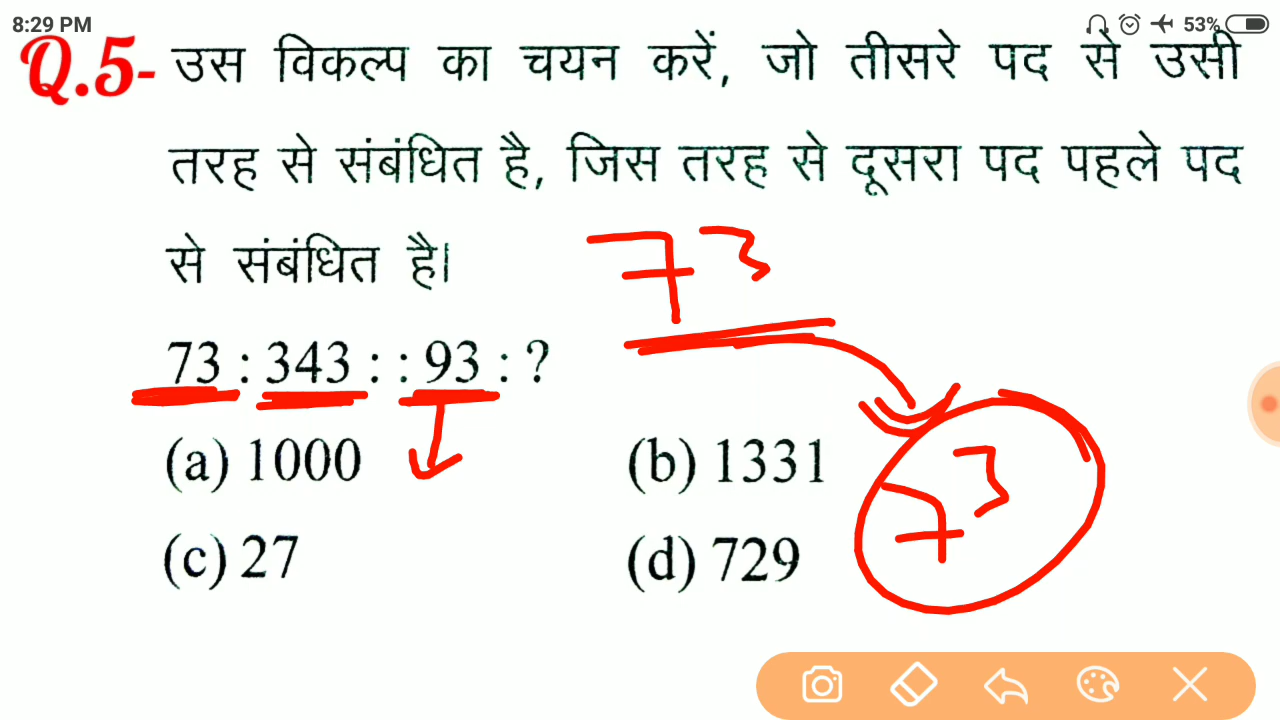 8:29 PM 53%
Q.5- उस विकल्प का चयन करें, जो तीसरे पद से उसी
तरह से संबंधित है, जिस तरह से दूसरा पद पहले पद
से संबंधित है।
73
73 : 343 : : 93 : ?
(a) 1000 (b) 1331
7³
(c) 27 (d) 729